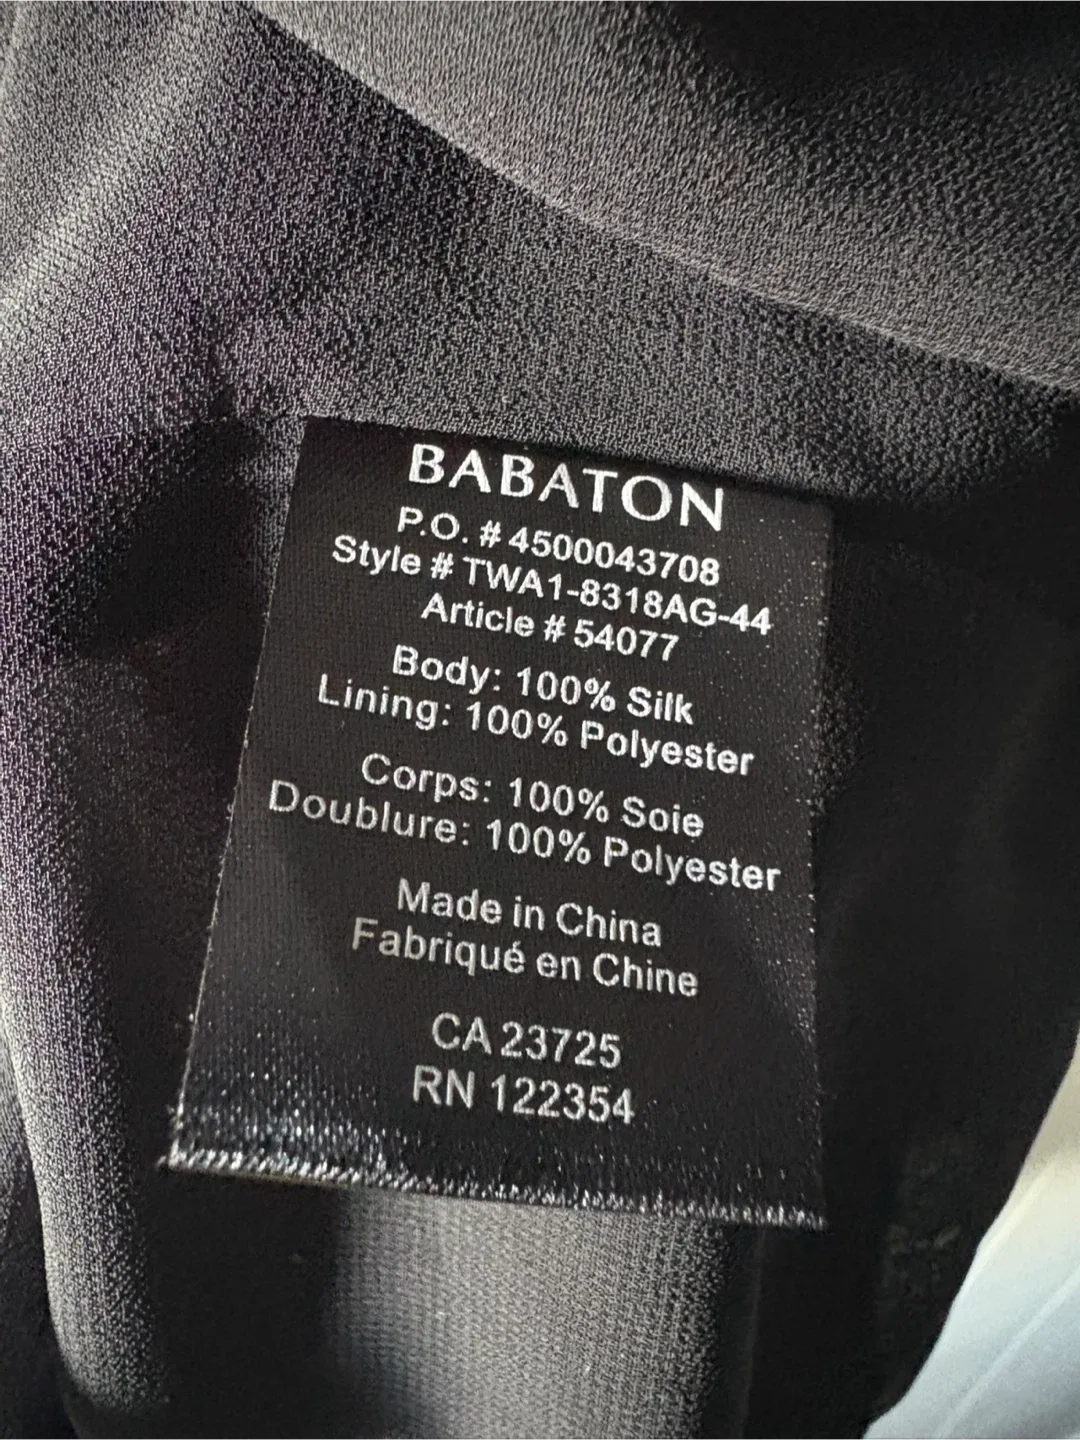 BABATON
P.O. # 4500043708
Style # TWA1-8318AG-44
Article # 54077
Body: 100% Silk
Lining: 100% Polyester
Corps: 100% Soie
Doublure: 100% Polyester
Made in China
Fabriqué en Chine
CA 23725
RN 122354